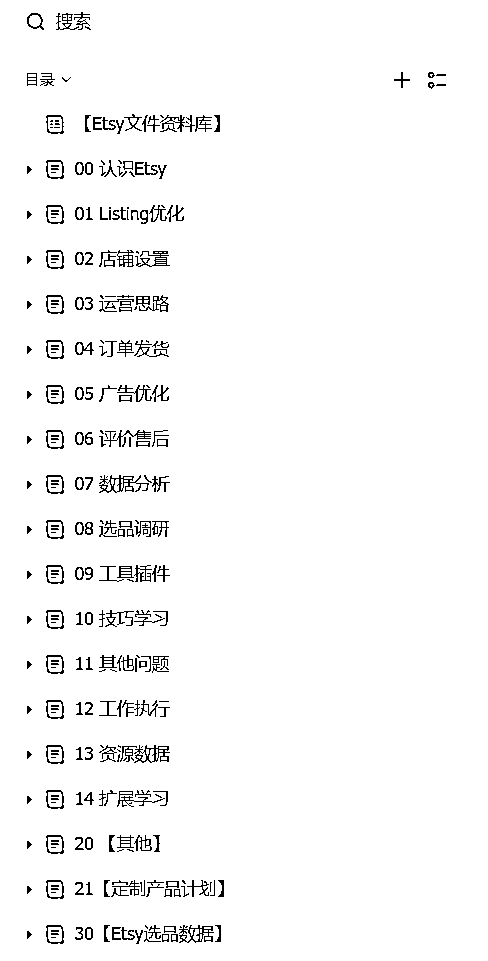 搜索
目录
【Etsy文件资料库】
00 认识Etsy
01 Listing优化
02 店铺设置
03 运营思路
04 订单发货
05 广告优化
06 评价售后
07 数据分析
08 选品调研
09 工具插件
10 技巧学习
11 其他问题
12 工作执行
13 资源数据
14 扩展学习
20 【其他】
21【定制产品计划】
30【Etsy选品数据】